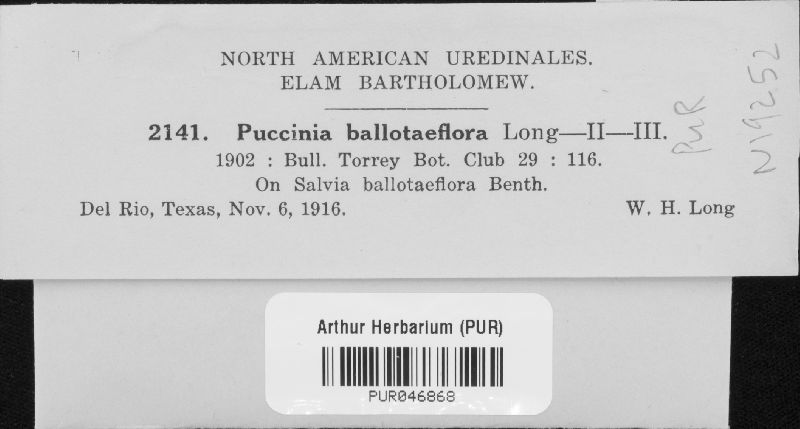 NORTH AMERICAN UREDINALES.
ELAM BARTHOLOMEW.
2141. Puccinia ballotaeflora Long—II—III.
1902 : Bull. Torrey Bot. Club 29 : 116.
On Salvia ballotaeflora Benth.
Del Rio, Texas, Nov. 6, 1916. W. H. Long
PUR
N19252
Arthur Herbarium (PUR)
PUR046868